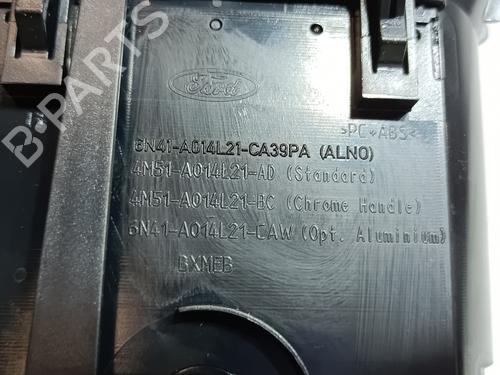 B-PARTS
Ford
>PC+ABS<
6N41-A014L21-CA39PA (ALNO)
4M51-A014L21-AD (Standard)
4M51-A014L21-BC (Chrome Handle)
6N41-A014L21-CAW (Opt. Aluminium)
BXMEB